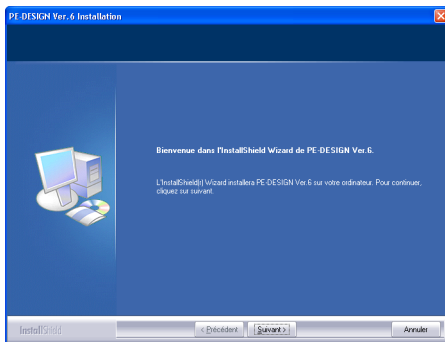 PE-DESIGN Ver. 6 Installation
Bienvenue dans l'InstallShield Wizard de PE-DESIGN Ver.6.
L'InstallShield(r) Wizard installera PE-DESIGN Ver.6 sur votre ordinateur. Pour continuer,
cliquez sur suivant.
InstallShield
< Précédent
Suivant >
Annuler